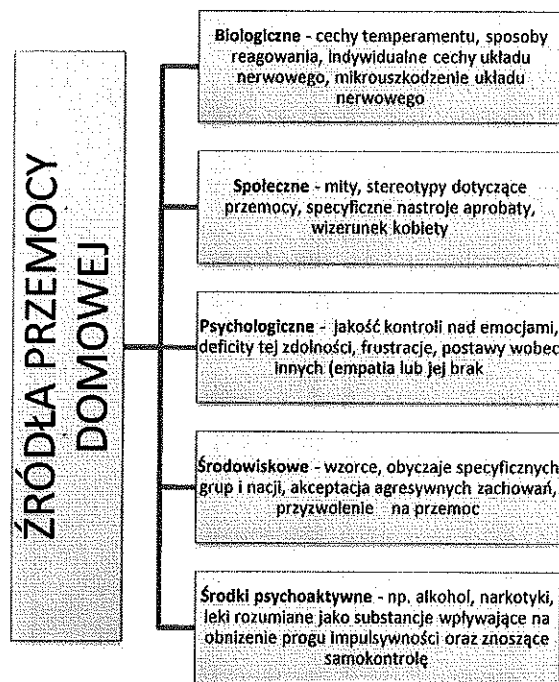 ŹRÓDŁA PRZEMOCY
DOMOWEJ
Biologiczne - cechy temperamentu, sposoby
reagowania, indywidualne cechy układu
nerwowego, mikrouszkodzenie układu
nerwowego
Społeczne - mity, stereotypy dotyczące
przemocy, specyficzne nastroje aprobaty,
wizerunek kobiety
Psychologiczne - jakość kontroli nad emocjami,
deficity tej zdolności, frustracje, postawy wobec
innych (empatia lub jej brak
Środowiskowe - wzorce, obyczaje specyficznych
grup i nacji, akceptacja agresywnych zachowań,
przyzwolenie na przemoc
Środki psychoaktywne - np. alkohol, narkotyki,
leki rozumiane jako substancje wpływające na
obniżenie progu impulsywności oraz znoszące
samokontrolę